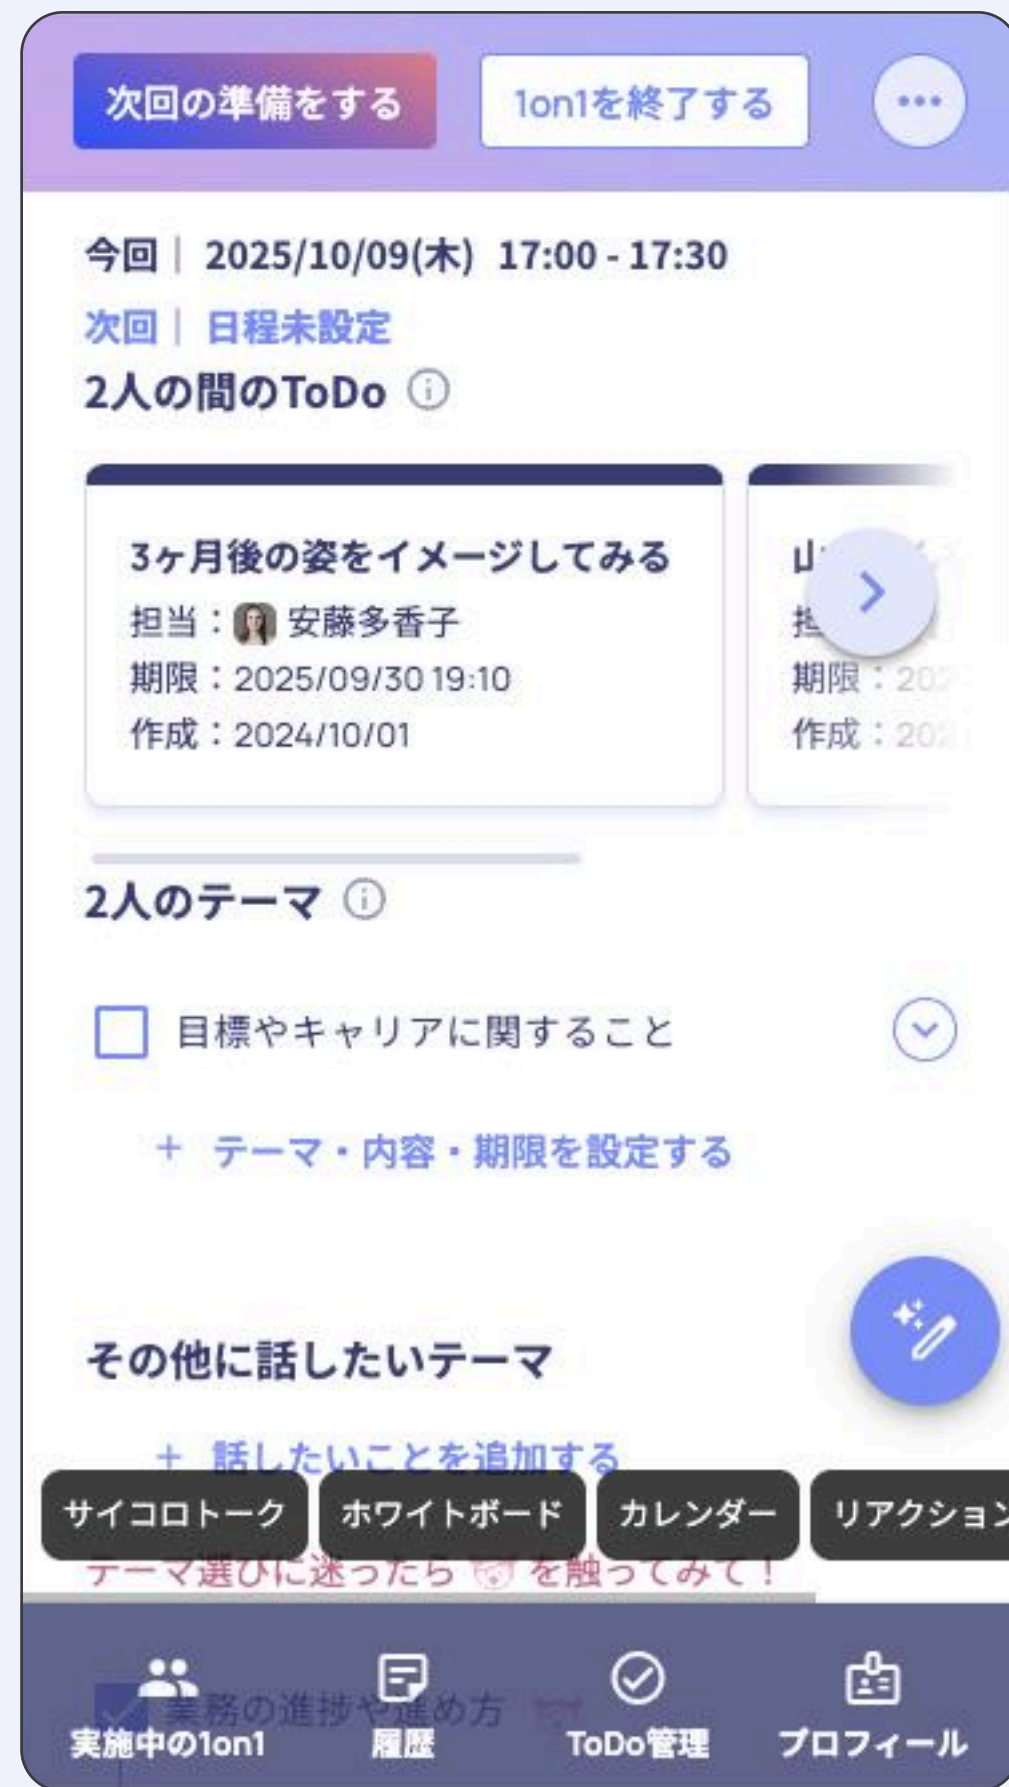 次回の準備をする
1on1を終了する
今回｜ 2025/10/09(木) 17:00 - 17:30
次回｜ 日程未設定
2人の間のToDo
3ヶ月後の姿をイメージしてみる
担当： 安藤多香子
期限：2025/09/30 19:10
作成：2024/10/01
山
担
期限：202
作成：202
2人のテーマ
目標やキャリアに関すること
+ テーマ・内容・期限を設定する
その他に話したいテーマ
+ 話したいことを追加する
サイコロトーク
ホワイトボード
カレンダー
リアクション
テーマ選びに迷ったら を触ってみて！
業務の進捗や進め方
実施中の1on1
履歴
ToDo管理
プロフィール